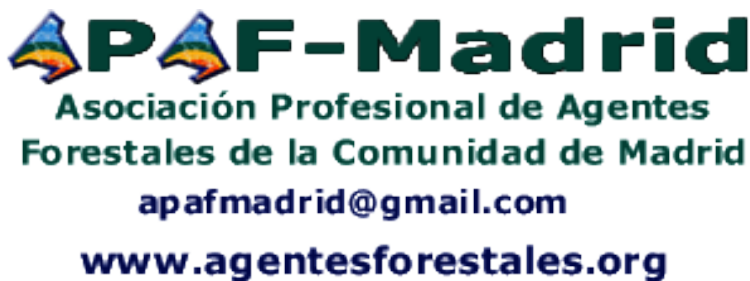 APAF-Madrid
Asociación Profesional de Agentes
Forestales de la Comunidad de Madrid
apafmadrid@gmail.com
www.agentesforestales.org